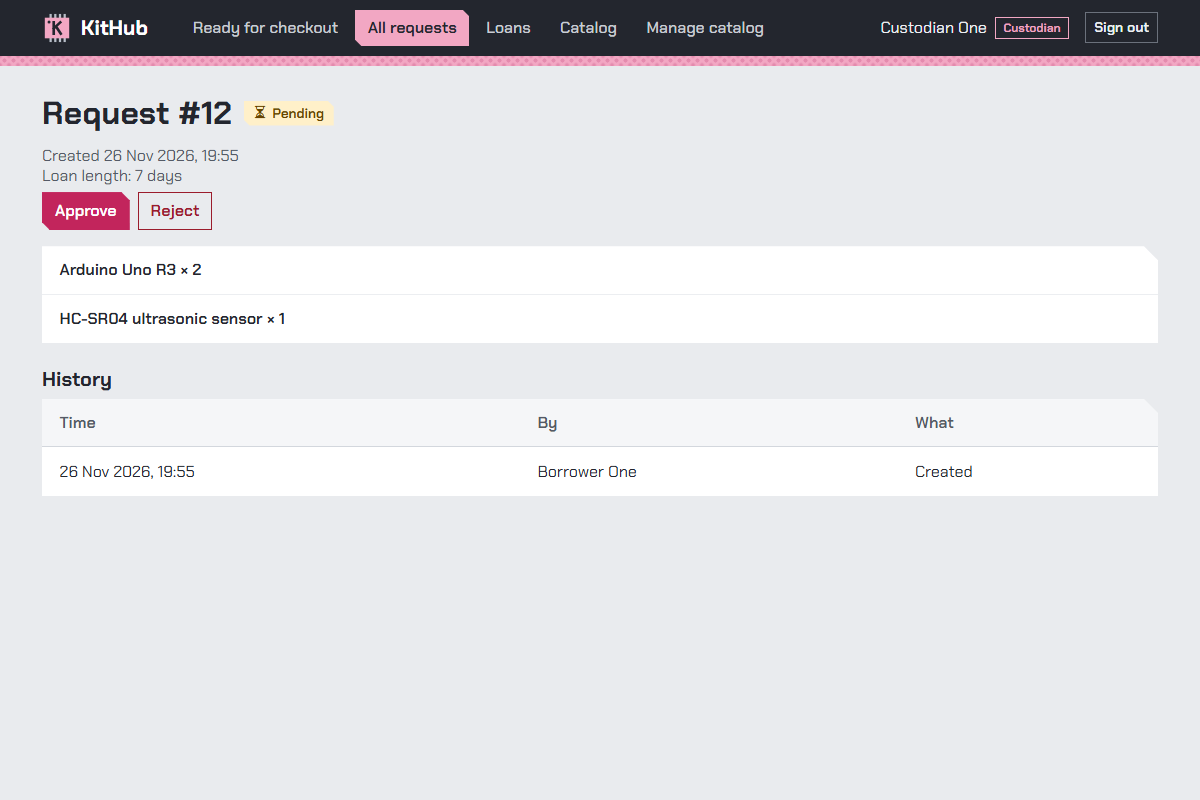 K KitHub Ready for checkout All requests Loans Catalog Manage catalog Custodian One Custodian Sign out
Request #12 Pending
Created 26 Nov 2026, 19:55
Loan length: 7 days
Approve Reject
Arduino Uno R3 × 2
HC-SR04 ultrasonic sensor × 1
History
Time By What
26 Nov 2026, 19:55 Borrower One Created